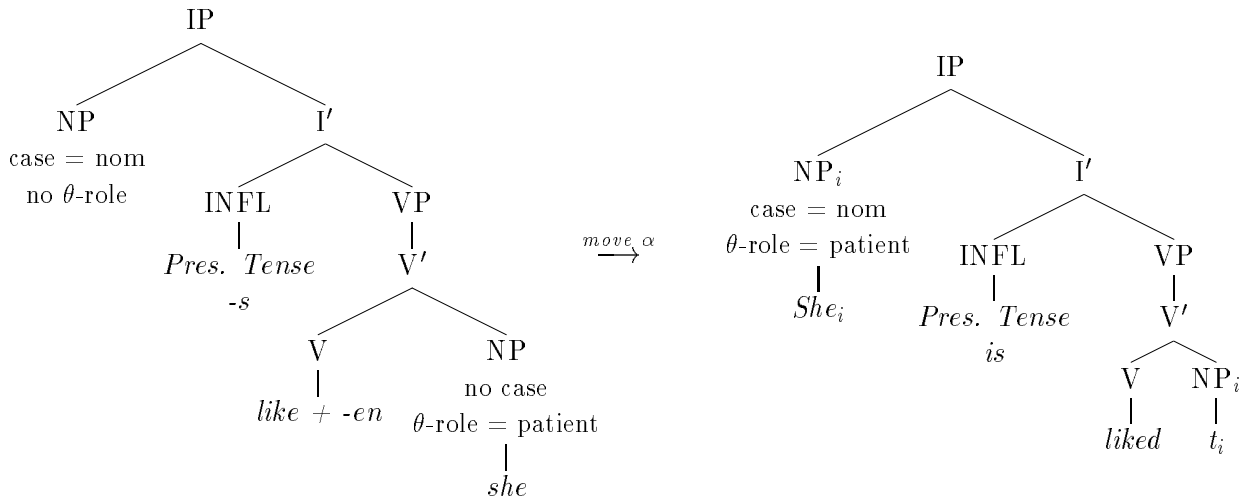 IP
NP I′
case = nom
no θ-role
INFL VP
Pres. Tense
-s
V′
V NP
like + -en
no case
θ-role = patient
she
move α
→
IP
NP_i I′
case = nom
θ-role = patient
She_i
INFL VP
Pres. Tense
is
V′
V NP_i
liked t_i